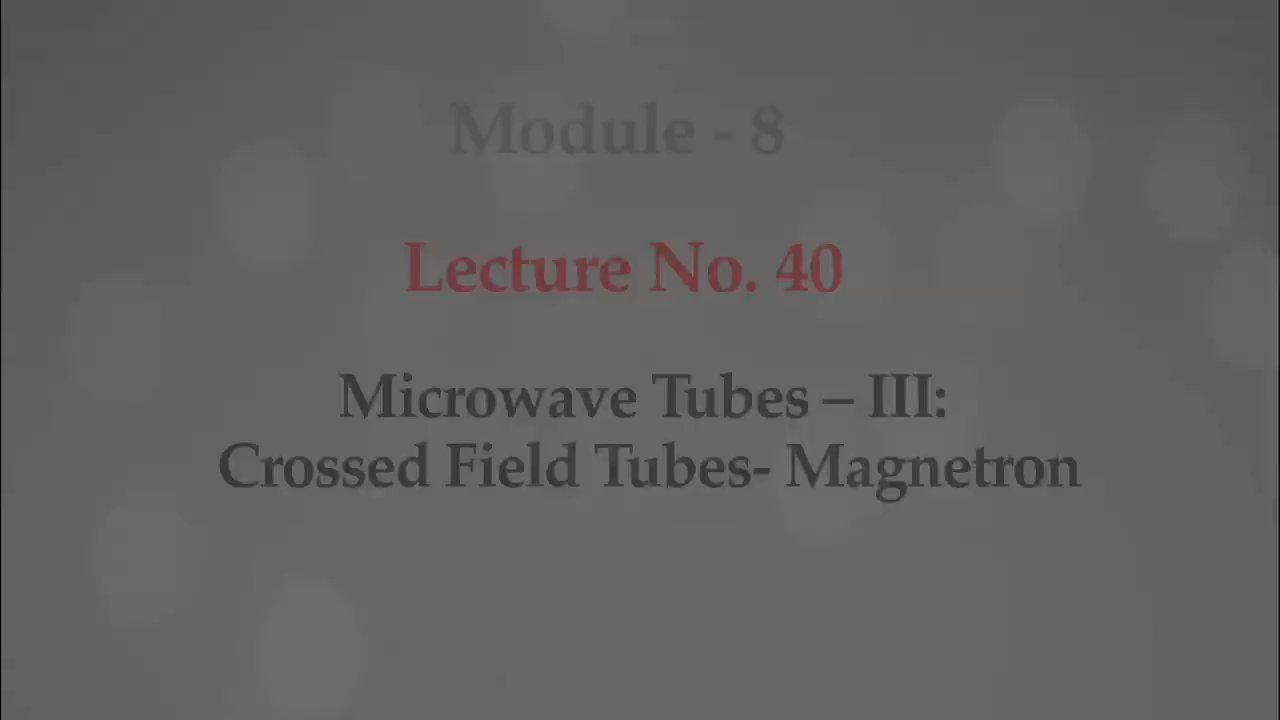 Module - 8
Lecture No. 40
Microwave Tubes – III:
Crossed Field Tubes- Magnetron